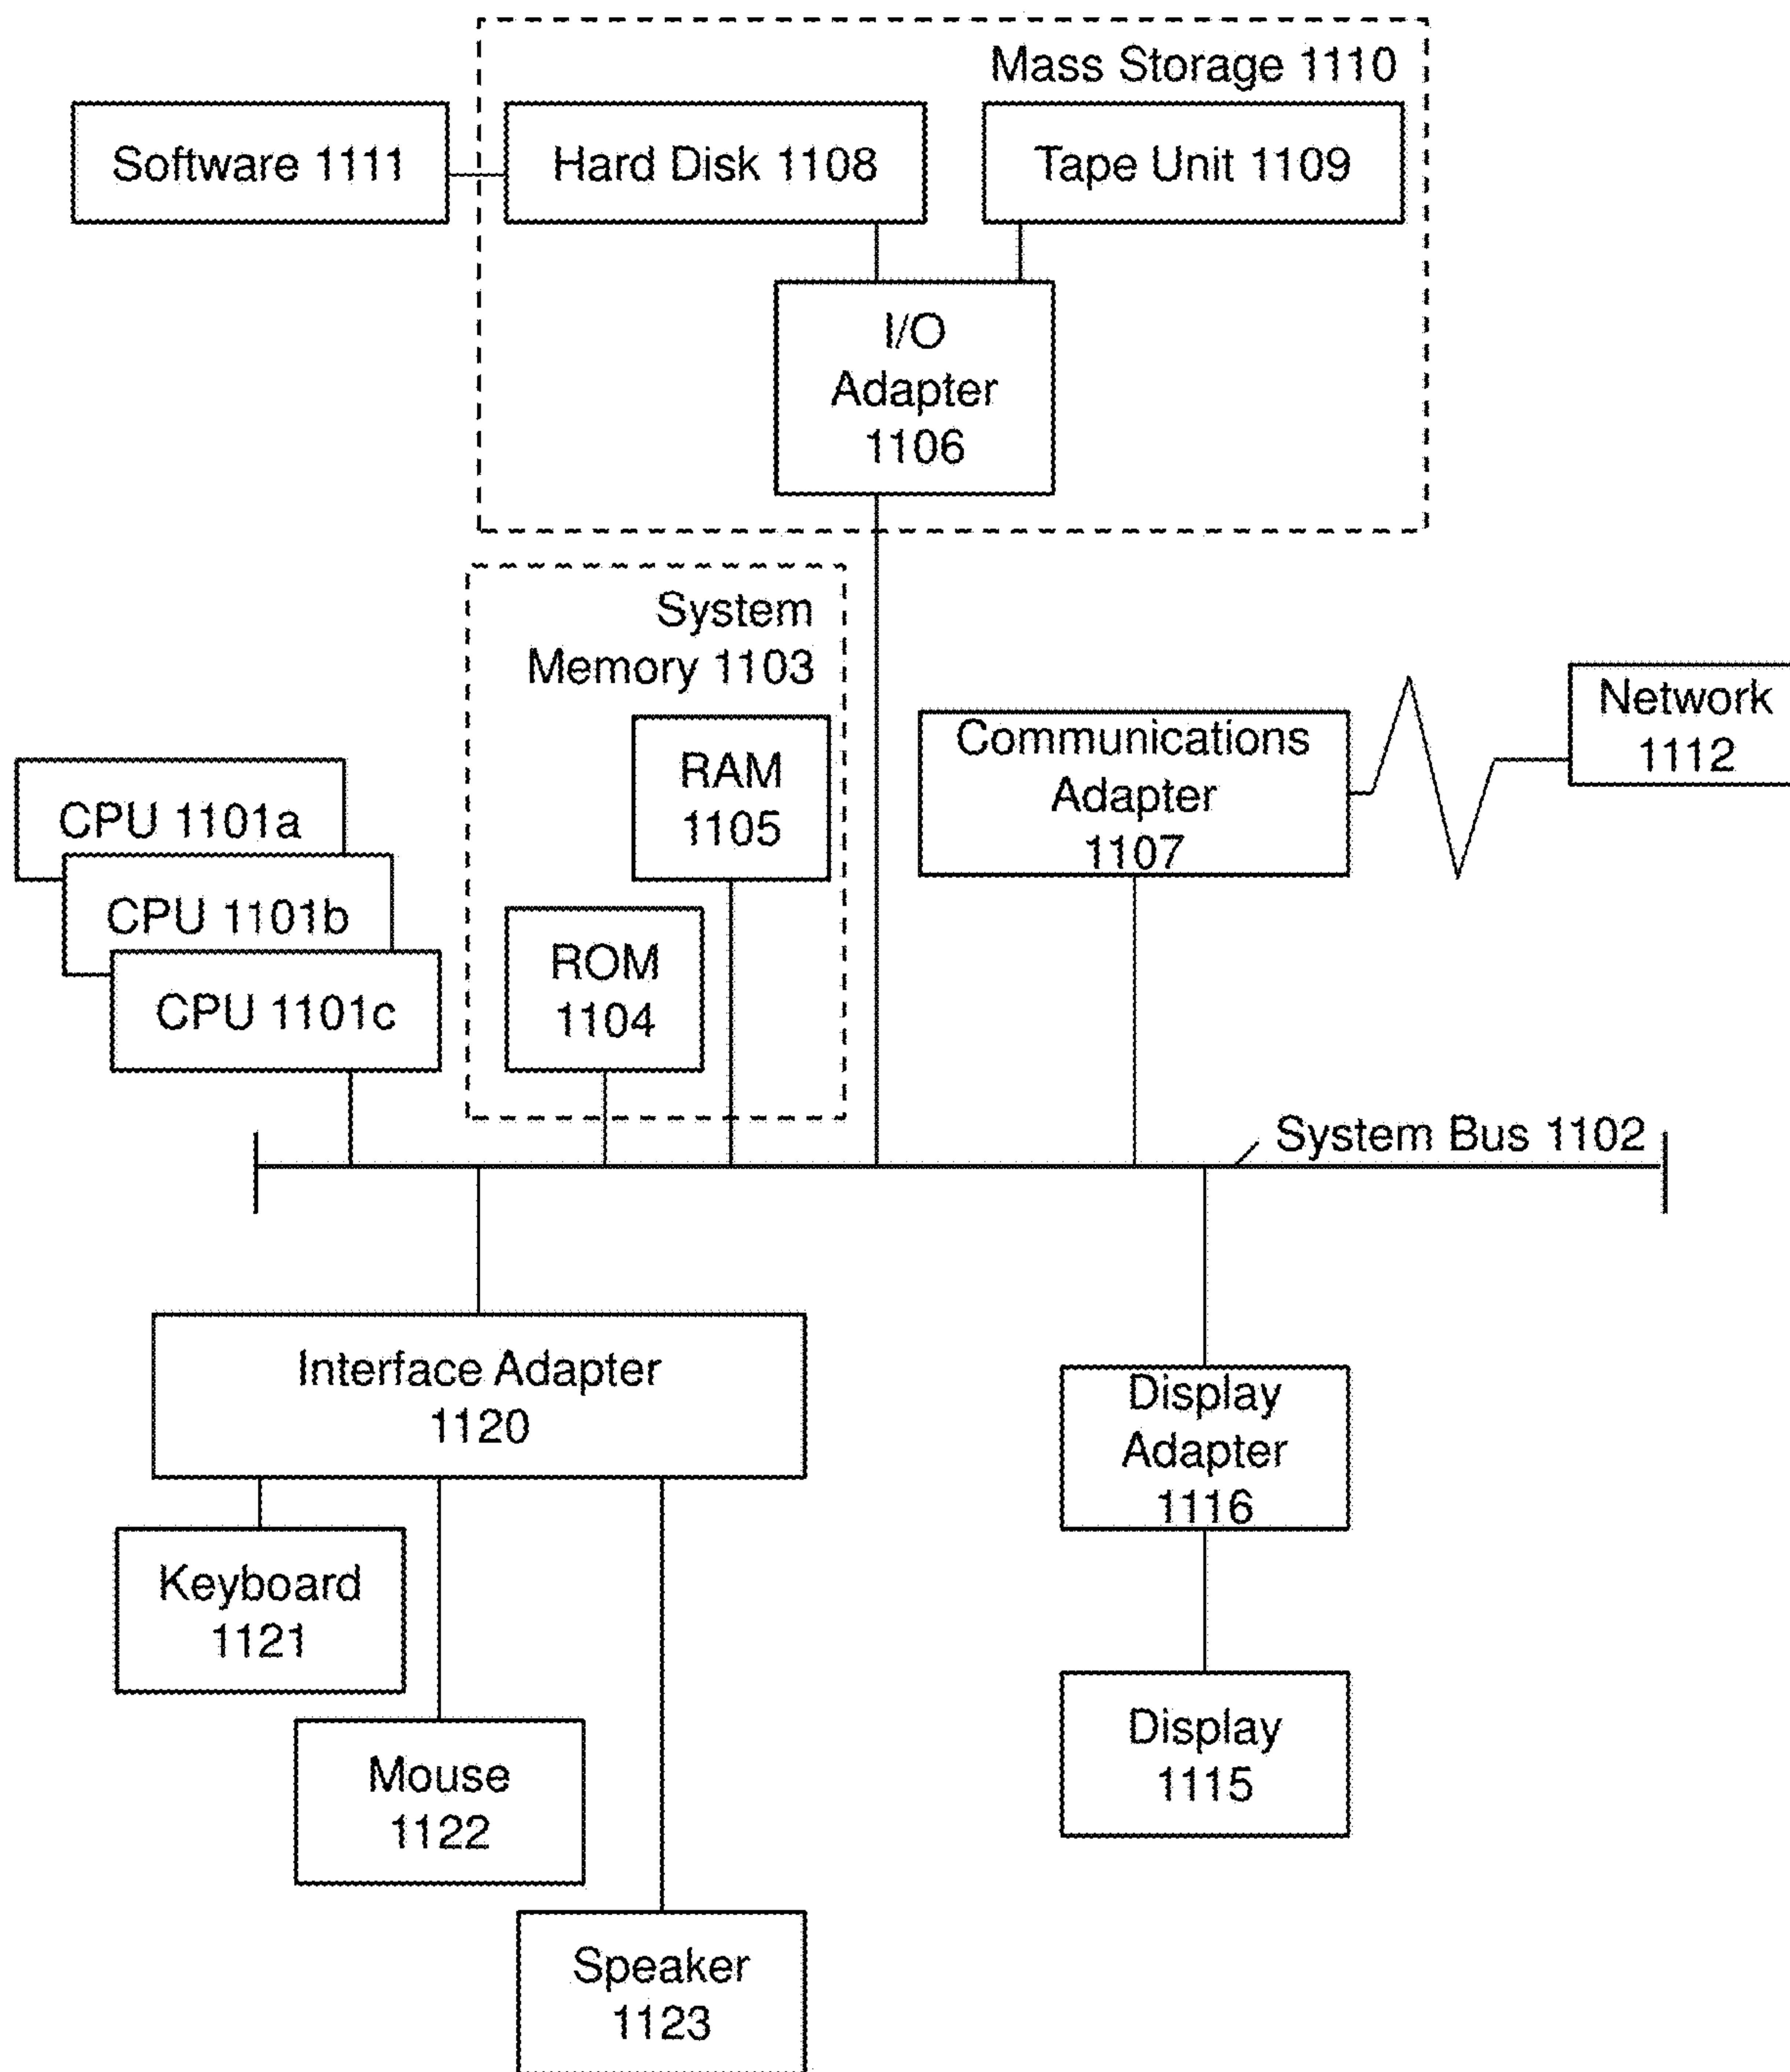 Mass Storage 1110
Software 1111
Hard Disk 1108
Tape Unit 1109
I/O
Adapter
1106
System
Memory 1103
RAM
1105
ROM
1104
Communications
Adapter
1107
Network
1112
CPU 1101a
CPU 1101b
CPU 1101c
System Bus 1102
Interface Adapter
1120
Display
Adapter
1116
Keyboard
1121
Mouse
1122
Display
1115
Speaker
1123